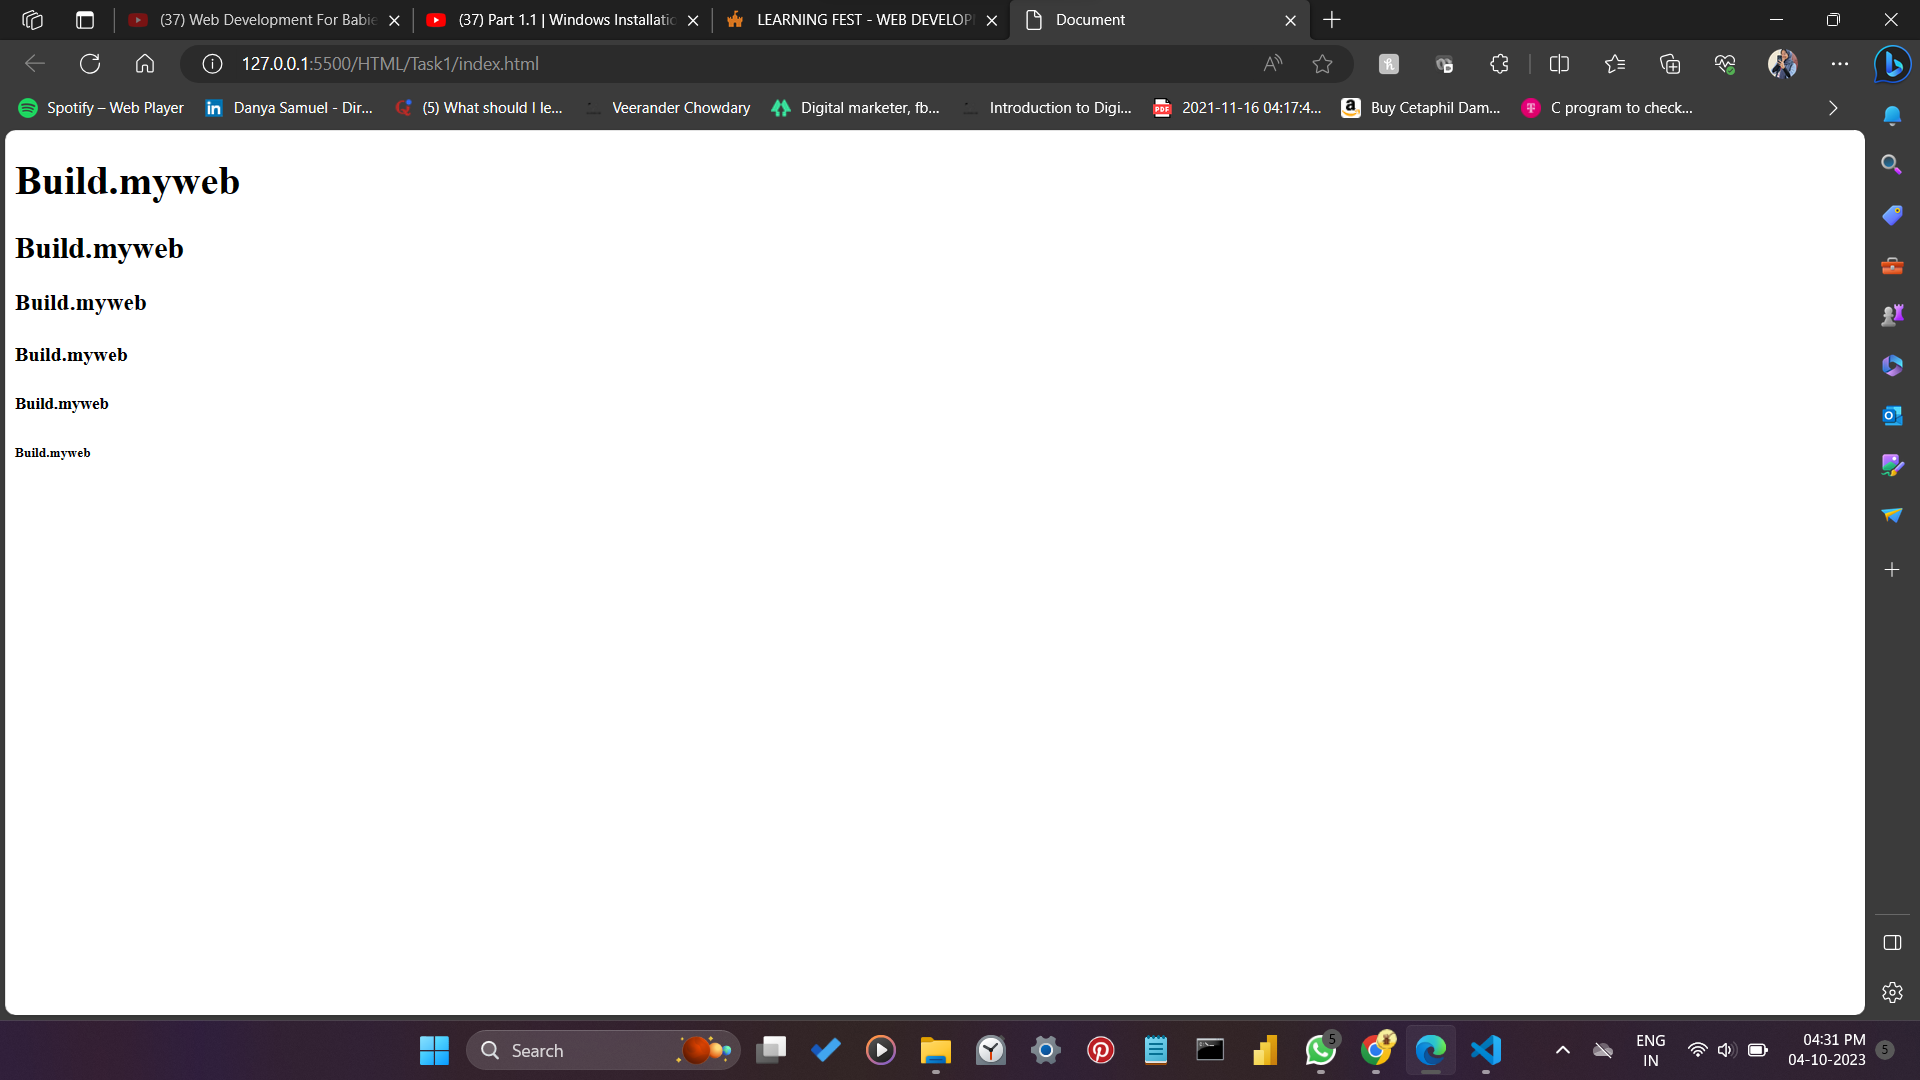 (37) Web Development For Babie
(37) Part 1.1 | Windows Installatio
LEARNING FEST - WEB DEVELOP
Document
127.0.0.1:5500/HTML/Task1/index.html
Spotify – Web Player
Danya Samuel - Dir...
(5) What should I le...
Veerander Chowdary
Digital marketer, fb...
Introduction to Digi...
2021-11-16 04:17:4...
Buy Cetaphil Dam...
C program to check...
Build.myweb
Build.myweb
Build.myweb
Build.myweb
Build.myweb
Build.myweb
Search
5
ENG
IN
04:31 PM
04-10-2023
5